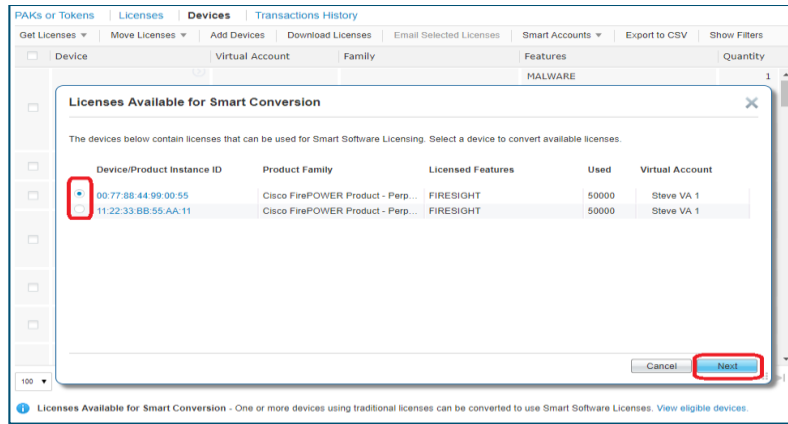 PAKs or Tokens Licenses Devices Transactions History
Get Licenses Move Licenses Add Devices Download Licenses Email Selected Licenses Smart Accounts Export to CSV Show Filters
Device Virtual Account Family Features Quantity
MALWARE 1
Licenses Available for Smart Conversion
The devices below contain licenses that can be used for Smart Software Licensing. Select a device to convert available licenses.
Device/Product Instance ID Product Family Licensed Features Used Virtual Account
00:77:88:44:99:00:55 Cisco FirePOWER Product - Perp... FIRESIGHT 50000 Steve VA 1
11:22:33:BB:55:AA:11 Cisco FirePOWER Product - Perp... FIRESIGHT 50000 Steve VA 1
Cancel Next
100
Licenses Available for Smart Conversion - One or more devices using traditional licenses can be converted to use Smart Software Licenses. View eligible devices.